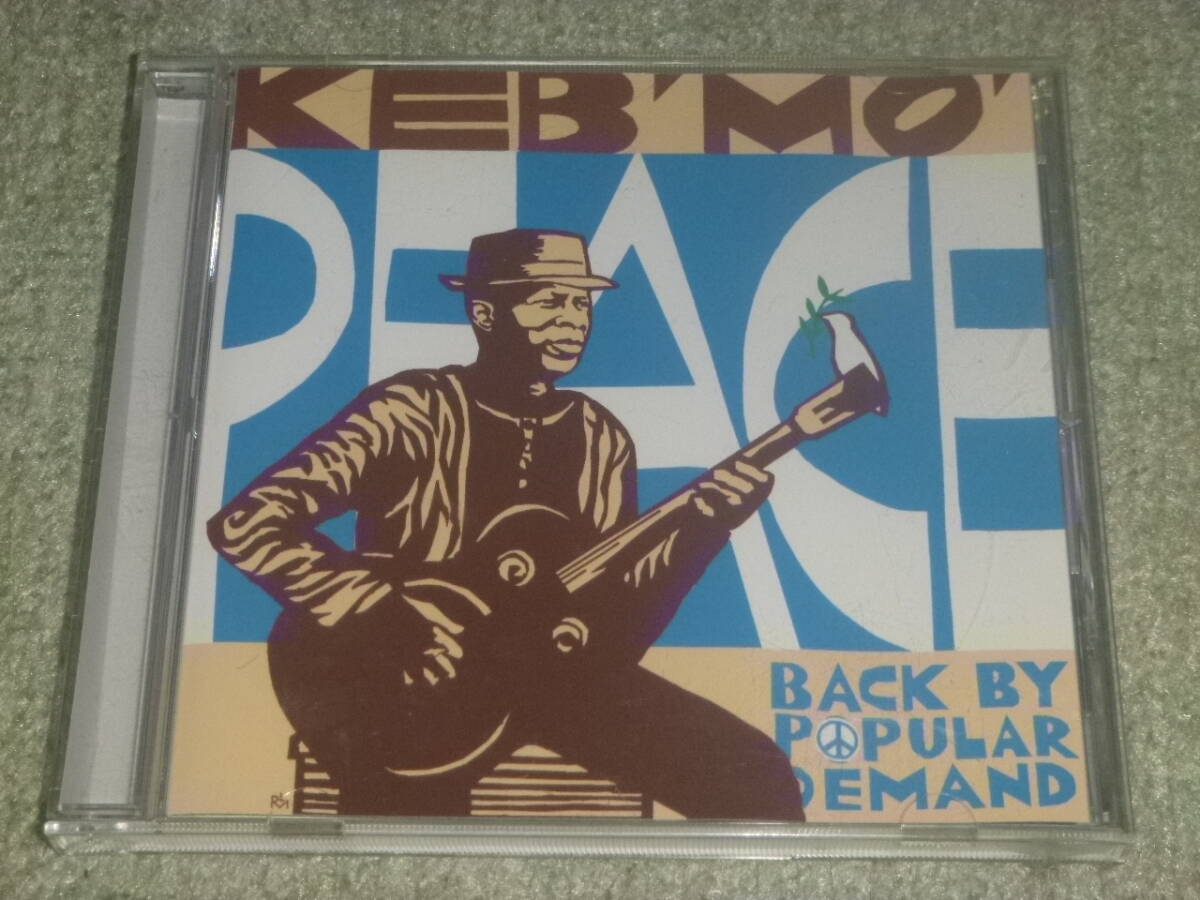 KEB'MO'
PEACE
BACK BY
POPULAR
DEMAND